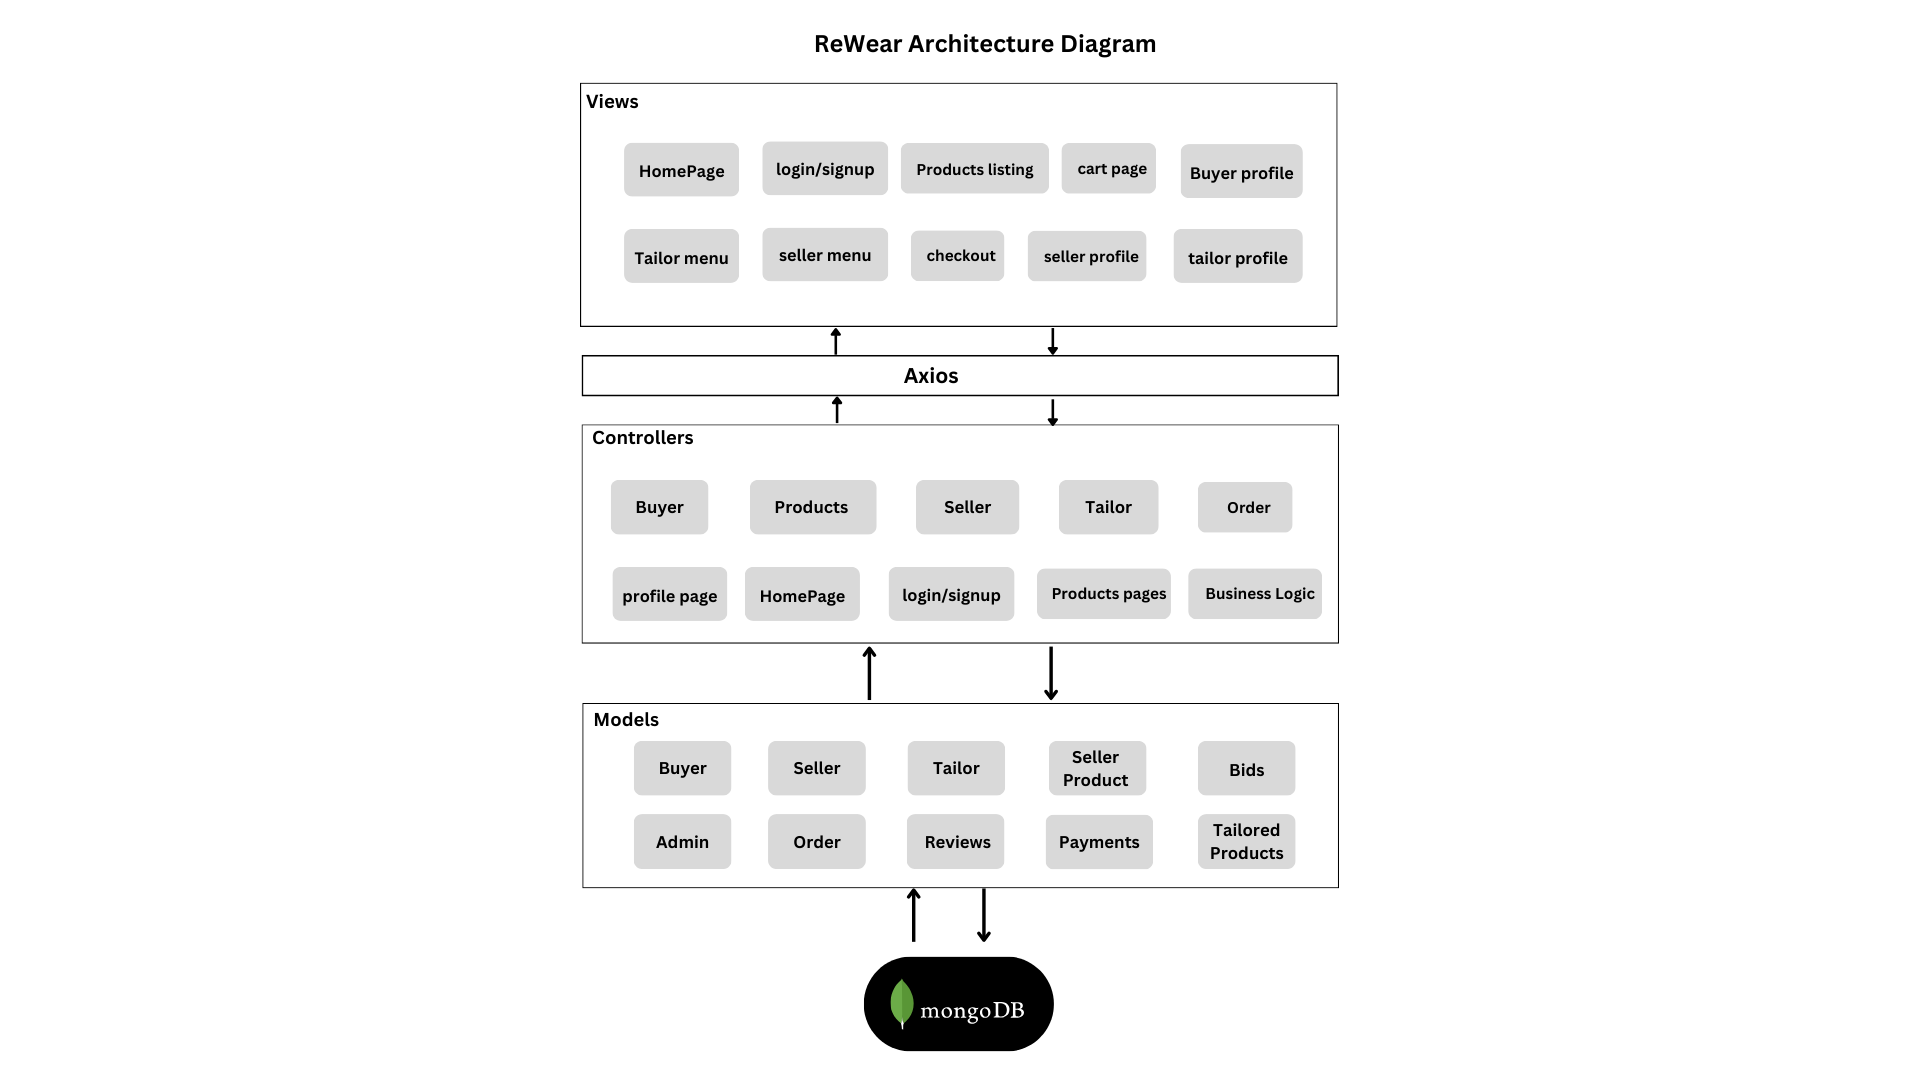 ReWear Architecture Diagram
Views
HomePage
login/signup
Products listing
cart page
Buyer profile
Tailor menu
seller menu
checkout
seller profile
tailor profile
Axios
Controllers
Buyer
Products
Seller
Tailor
Order
profile page
HomePage
login/signup
Products pages
Business Logic
Models
Buyer
Seller
Tailor
Seller
Product
Bids
Admin
Order
Reviews
Payments
Tailored
Products
mongoDB